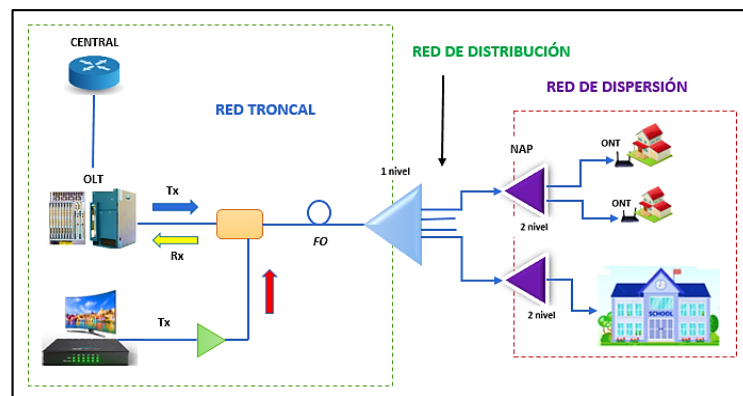 CENTRAL
RED TRONCAL
OLT
Tx
Rx
Tx
FO
1 nivel
RED DE DISTRIBUCIÓN
RED DE DISPERSIÓN
NAP
2 nivel
ONT
ONT
2 nivel
SCHOOL